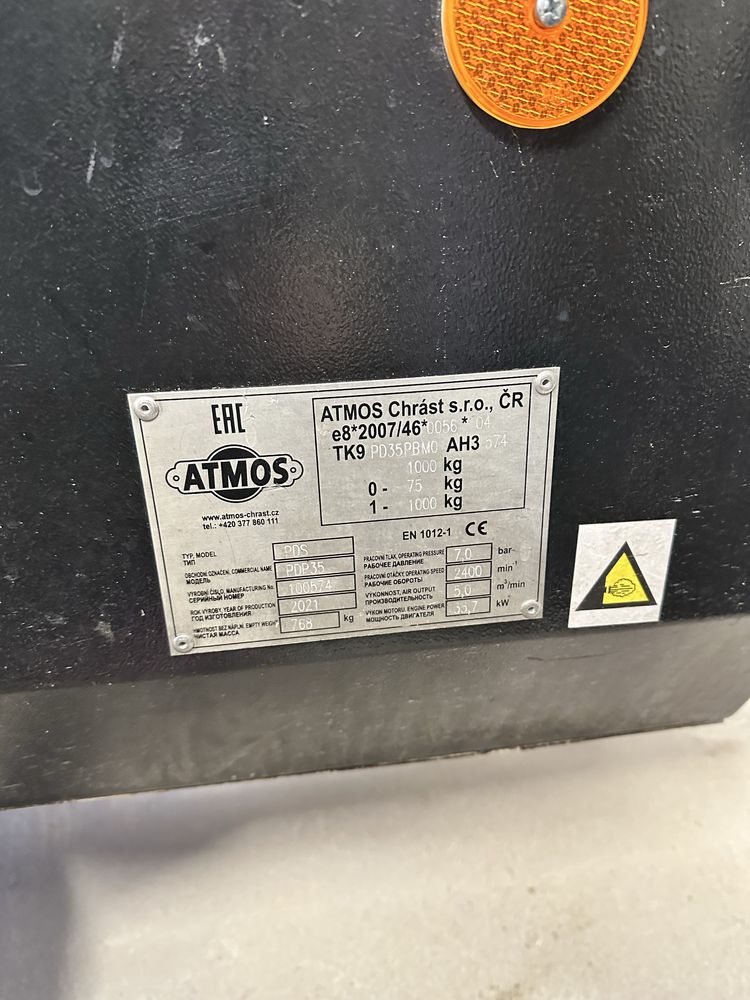 EAC
ATMOS
www.atmos-chrast.cz
tel.: +420 377 860 111
ATMOS Chrást s.r.o., ČR
e8*2007/46*0056 * 04
TK9 PD35PBM0 AH3 574
1000 kg
0 - 75 kg
1 - 1000 kg
EN 1012-1 CE
TYP, MODEL PDS
ТИП
OBCHODNÍ OZNAČENÍ, COMMERCIAL NAME PDP35
МОДЕЛЬ
VÝROBNÍ ČÍSLO, MANUFACTURING No.
СЕРИЙНЫЙ НОМЕР
ROK VÝROBY, YEAR OF PRODUCTION 2021
ГОД ИЗГОТОВЛЕНИЯ
HMOTNOST BEZ NÁPLNÍ, EMPTY WEIGHT 768 kg
ЧИСТАЯ МАССА
PRACOVNÍ TLAK, OPERATING PRESSURE 7,0 bar
РАБОЧЕЕ ДАВЛЕНИЕ
PRACOVNÍ OTÁČKY, OPERATING SPEED 2400 min-1
РАБОЧИЕ ОБОРОТЫ
VÝKONNOST, AIR OUTPUT 5,0 m3/min
ПРОИЗВОДИТЕЛЬНОСТЬ
VÝKON MOTORU, ENGINE POWER kW
МОЩНОСТЬ ДВИГАТЕЛЯ